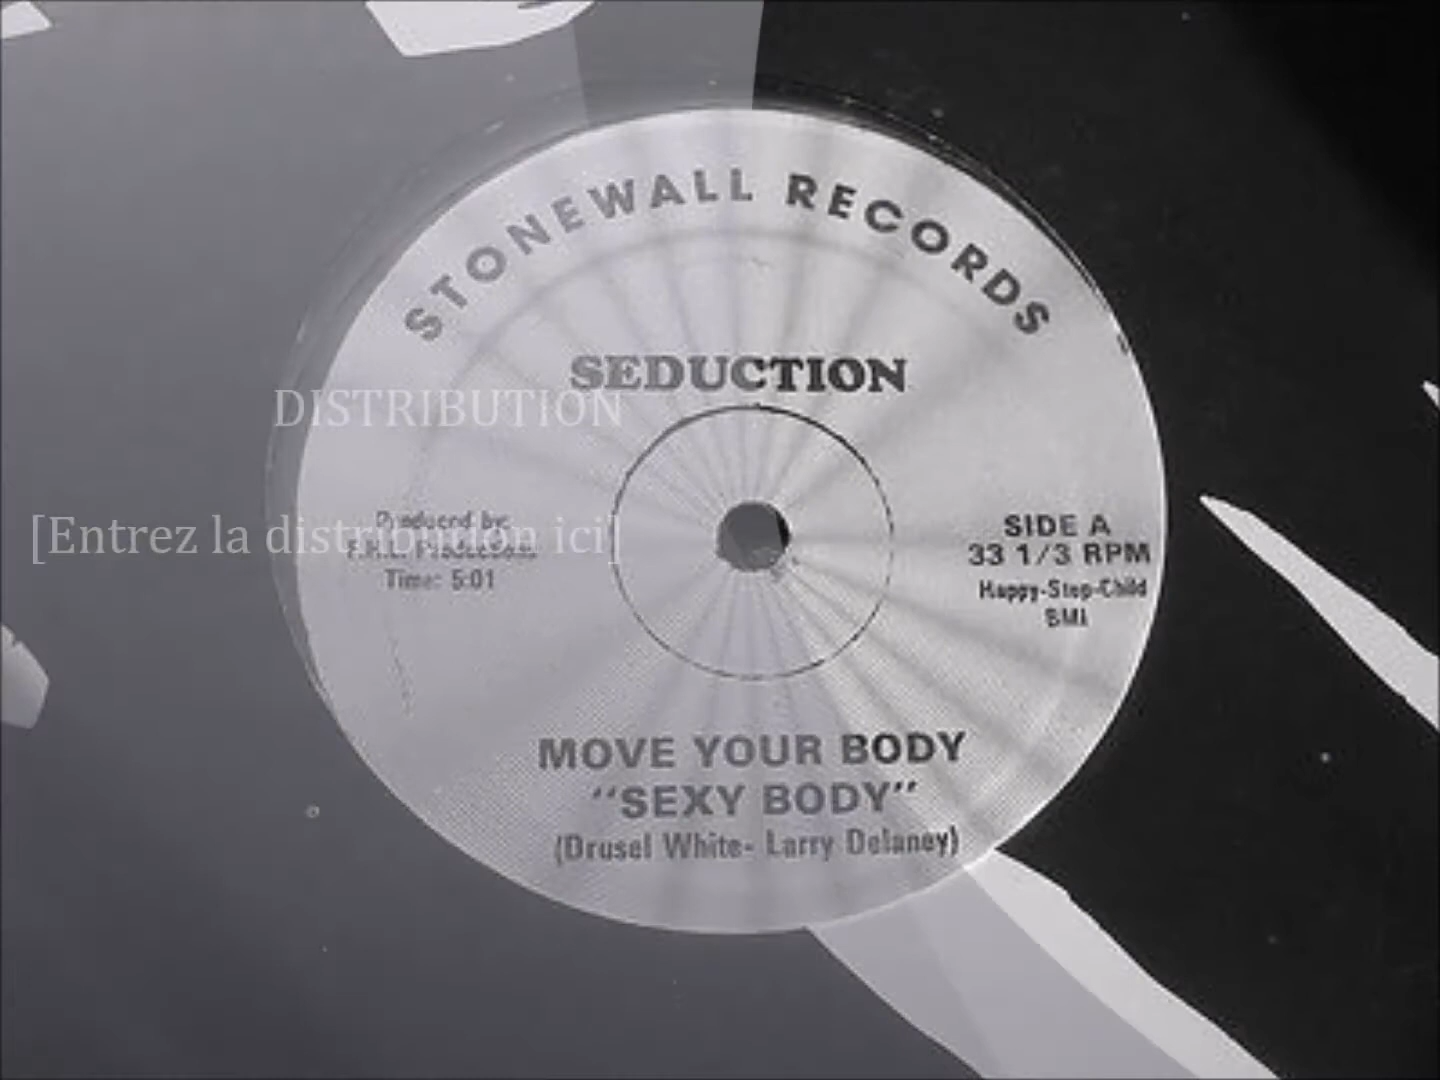 STONEWALL RECORDS
SEDUCTION
DISTRIBUTION
Produced by:
[Entrez la distribution ici]
Productions
Time: 5:01
SIDE A
33 1/3 RPM
Happy-Step-Child
BMI
MOVE YOUR BODY
“SEXY BODY”
(Drusel White- Larry Delaney)